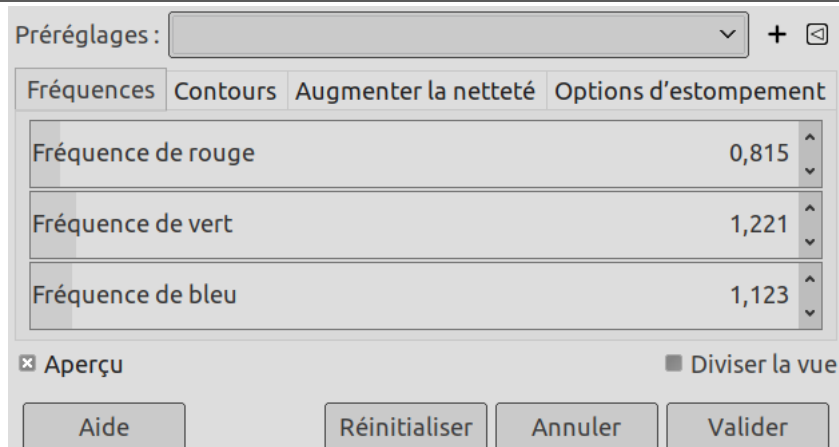 Préréglages :
Fréquences Contours Augmenter la netteté Options d'estompement
Fréquence de rouge 0,815
Fréquence de vert 1,221
Fréquence de bleu 1,123
Aperçu Diviser la vue
Aide Réinitialiser Annuler Valider